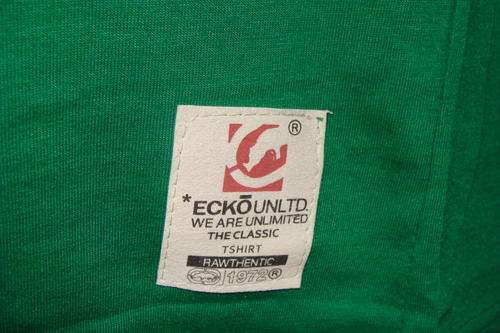 ®
*ECKŌUNLTD.
WE ARE UNLIMITED
THE CLASSIC
TSHIRT
RAWTHENTIC
1972®